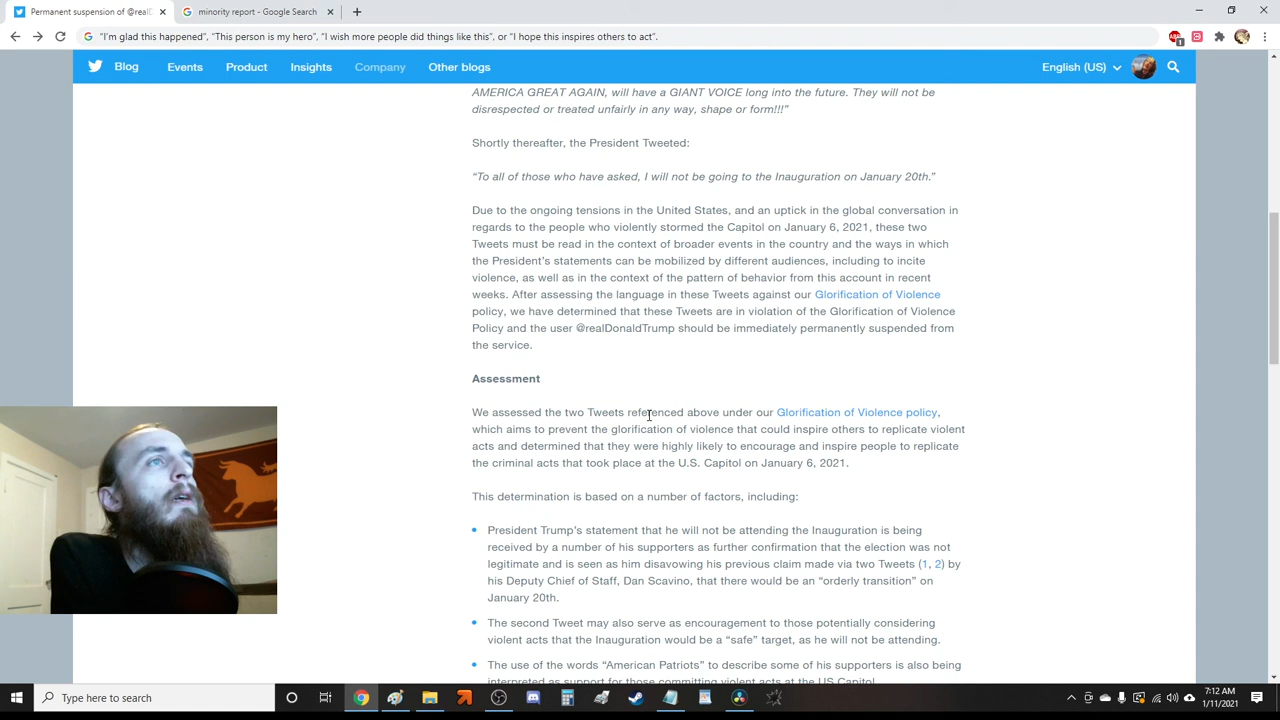 Permanent suspension of @realD
minority report - Google Search
"I'm glad this happened", "This person is my hero", "I wish more people did things like this", or "I hope this inspires others to act".
Blog Events Product Insights Company Other blogs English (US)
AMERICA GREAT AGAIN, will have a GIANT VOICE long into the future. They will not be
disrespected or treated unfairly in any way, shape or form!!!"
Shortly thereafter, the President Tweeted:
"To all of those who have asked, I will not be going to the Inauguration on January 20th."
Due to the ongoing tensions in the United States, and an uptick in the global conversation in
regards to the people who violently stormed the Capitol on January 6, 2021, these two
Tweets must be read in the context of broader events in the country and the ways in which
the President's statements can be mobilized by different audiences, including to incite
violence, as well as in the context of the pattern of behavior from this account in recent
weeks. After assessing the language in these Tweets against our Glorification of Violence
policy, we have determined that these Tweets are in violation of the Glorification of Violence
Policy and the user @realDonaldTrump should be immediately permanently suspended from
the service.
Assessment
We assessed the two Tweets referenced above under our Glorification of Violence policy,
which aims to prevent the glorification of violence that could inspire others to replicate violent
acts and determined that they were highly likely to encourage and inspire people to replicate
the criminal acts that took place at the U.S. Capitol on January 6, 2021.
This determination is based on a number of factors, including:
President Trump's statement that he will not be attending the Inauguration is being
received by a number of his supporters as further confirmation that the election was not
legitimate and is seen as him disavowing his previous claim made via two Tweets (1, 2) by
his Deputy Chief of Staff, Dan Scavino, that there would be an "orderly transition" on
January 20th.
The second Tweet may also serve as encouragement to those potentially considering
violent acts that the Inauguration would be a "safe" target, as he will not be attending.
The use of the words "American Patriots" to describe some of his supporters is also being
interpreted as support for those committing violent acts at the US Capitol.
Type here to search
7:12 AM
1/11/2021